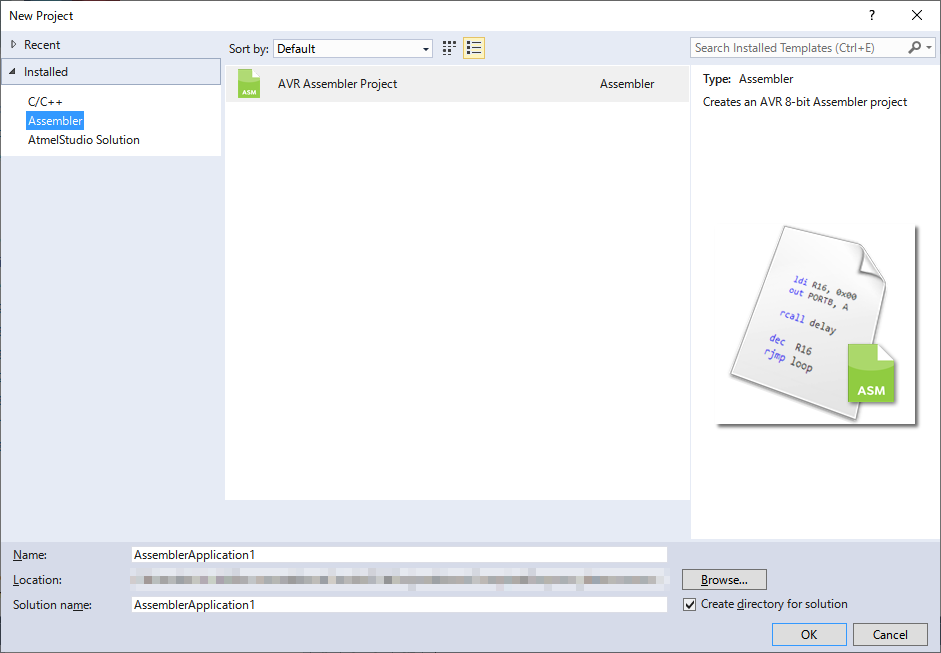 New Project
?
Recent
Installed
C/C++
Assembler
AtmelStudio Solution
Sort by: Default
ASM
AVR Assembler Project
Assembler
Search Installed Templates (Ctrl+E)
Type: Assembler
Creates an AVR 8-bit Assembler project
ldi R16, 0x00
out PORTB, A
rcall delay
dec R16
rjmp loop
ASM
Name: AssemblerApplication1
Location:
Browse...
Solution name: AssemblerApplication1
Create directory for solution
OK
Cancel